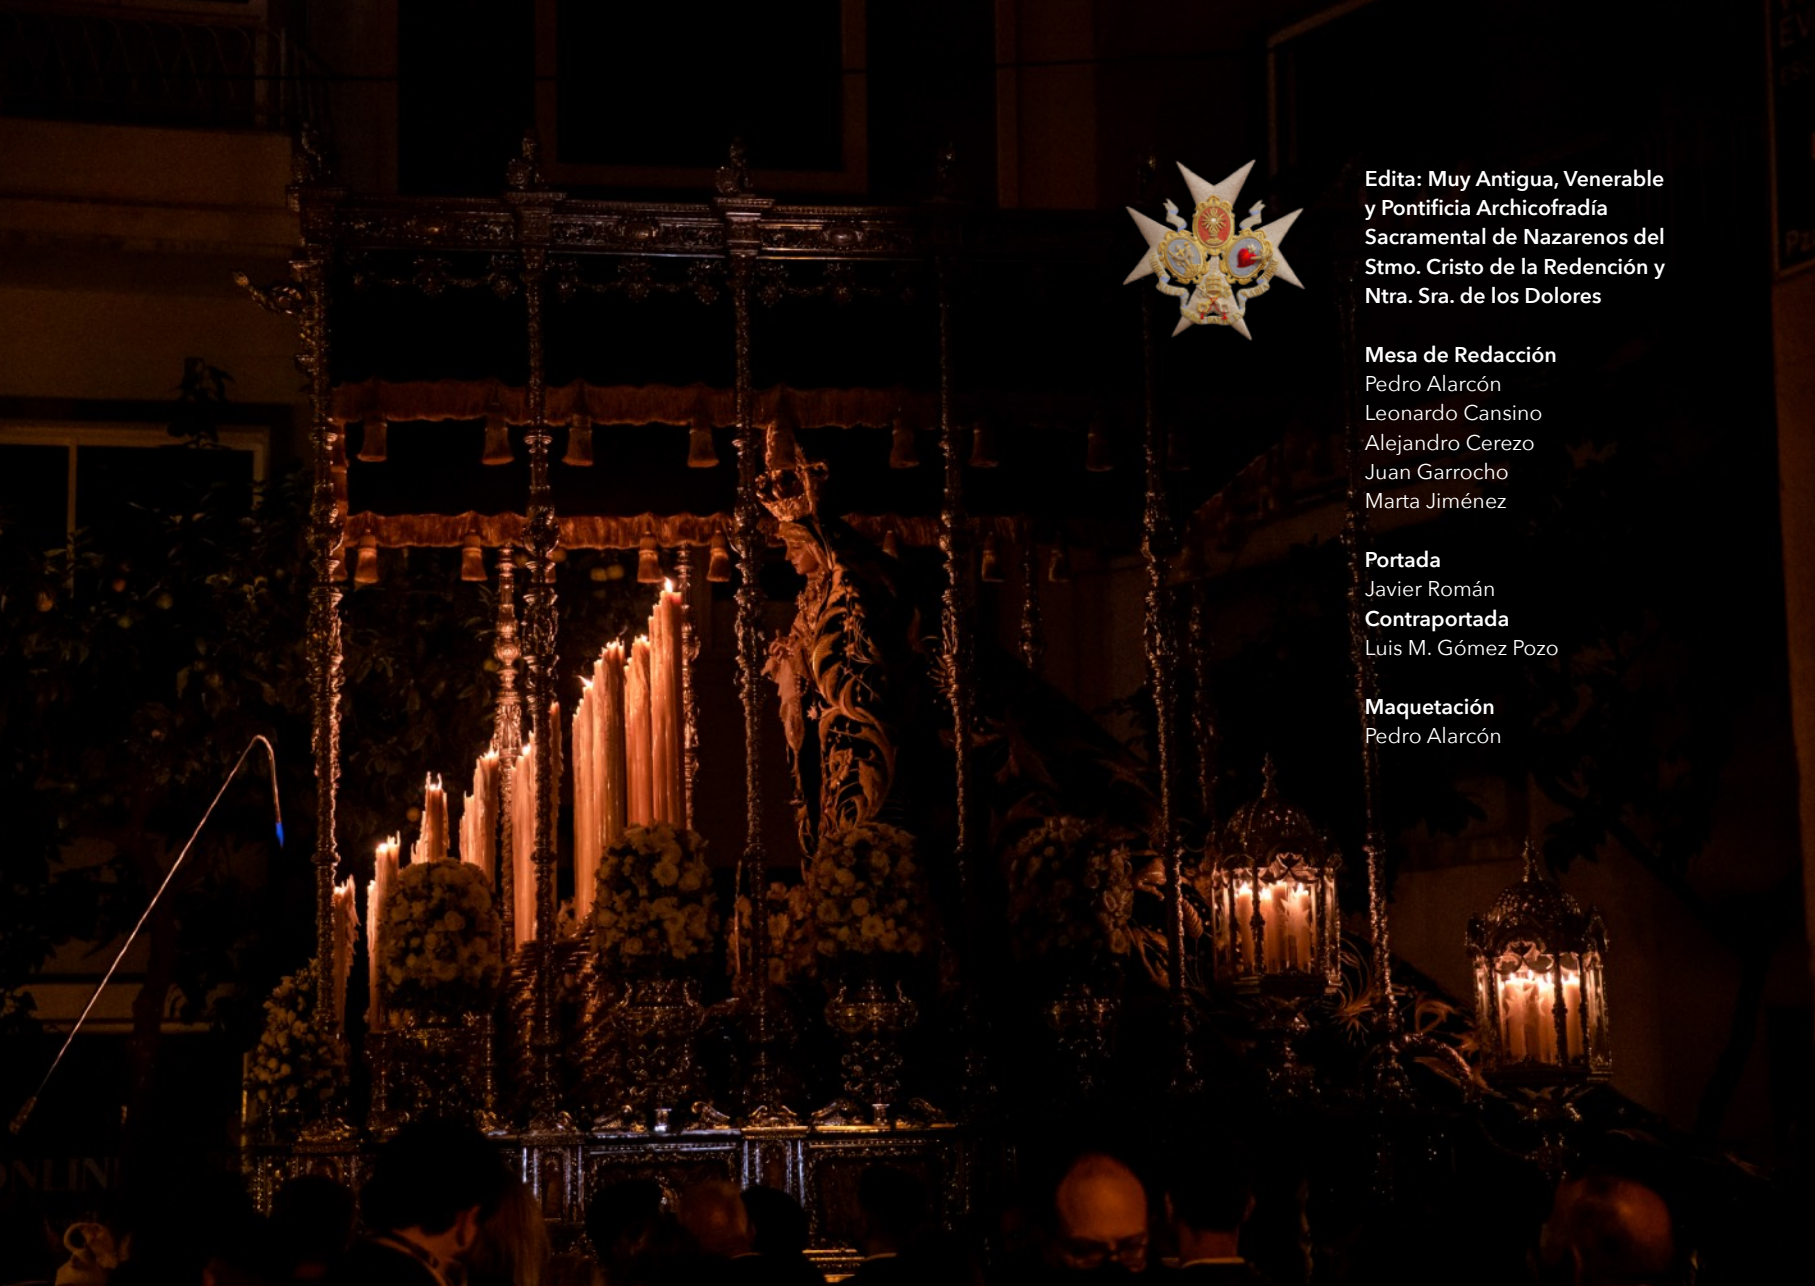 Edita: Muy Antigua, Venerable
y Pontificia Archicofradía
Sacramental de Nazarenos del
Stmo. Cristo de la Redención y
Ntra. Sra. de los Dolores
Mesa de Redacción
Pedro Alarcón
Leonardo Cansino
Alejandro Cerezo
Juan Garrocho
Marta Jiménez
Portada
Javier Román
Contraportada
Luis M. Gómez Pozo
Maquetación
Pedro Alarcón